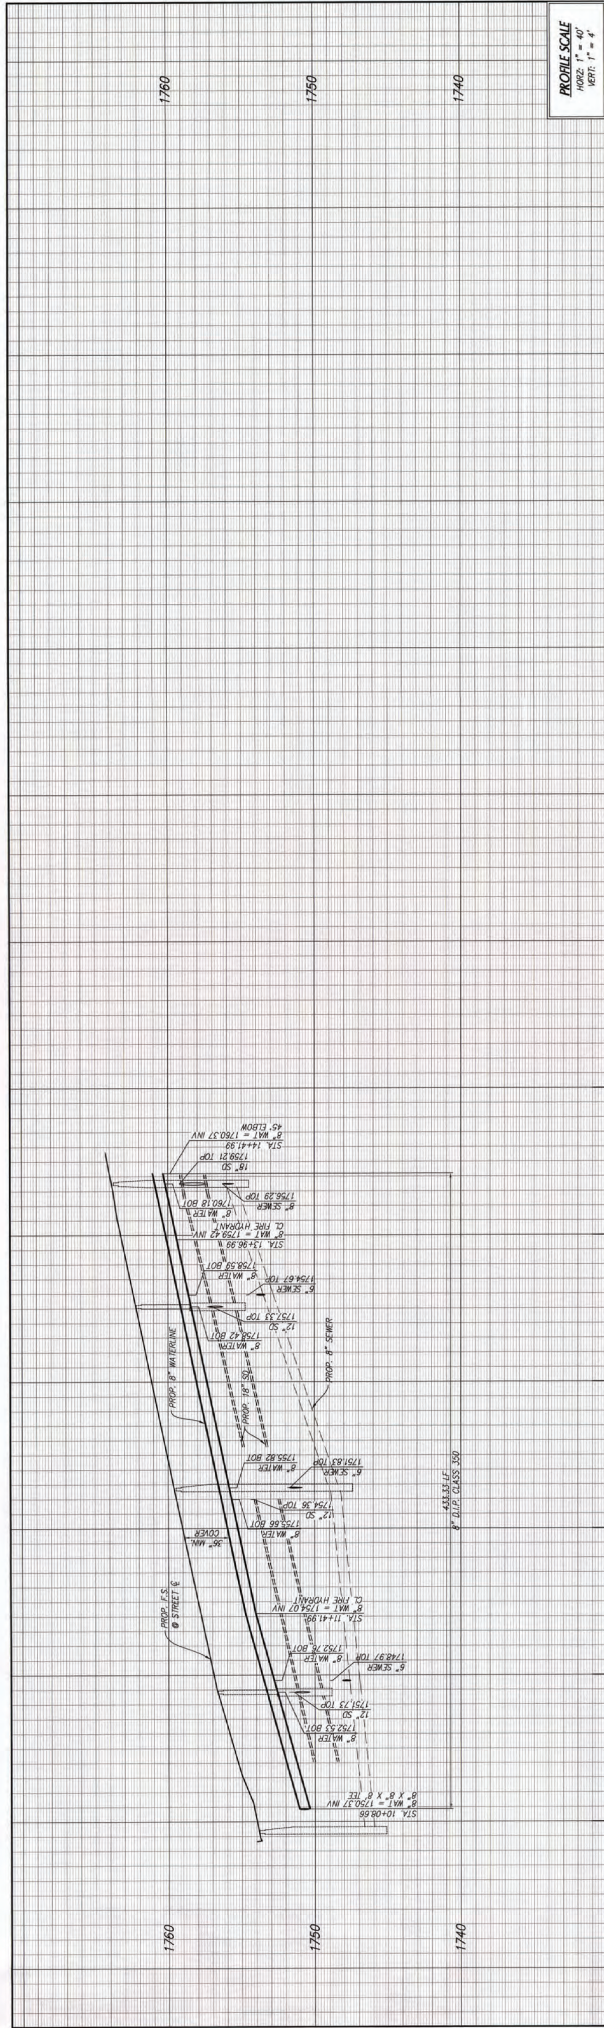 1760
1750
1740
PROFILE SCALE
HORZ: 1" = 40'
VERT: 1" = 4'
PROP. F.S.
@ STREET ℄
36" MIN.
COVER
PROP. 8" WATERLINE
PROP. 18" SD
PROP. 8" SEWER
STA. 10+08.66
8" WAT = 1750.37 INV
8" X 8" X 8" TEE
8" WATER
1752.53 BOT.
12" SD
1751.73 TOP
8" WATER
1752.76 BOT
6" SEWER
1748.97 TOP
STA. 11+41.99
8" WAT = 1754.07 INV
CL FIRE HYDRANT
8" WATER
1755.66 BOT
12" SD
1754.36 TOP
8" WATER
1755.82 BOT
6" SEWER
1751.83 TOP
8" WATER
1758.42 BOT
12" SD
1757.33 TOP
8" WATER
1758.59 BOT
6" SEWER
1754.67 TOP
STA. 13+96.99
8" WAT = 1759.42 INV.
CL FIRE HYDRANT
8" WATER
1760.18 BOT
8" SEWER
1756.29 TOP
18" SD
1759.21 TOP
STA. 14+41.99
8" WAT = 1760.37 INV
45° ELBOW
433.33 LF
8" D.I.P. CLASS 350
1760
1750
1740